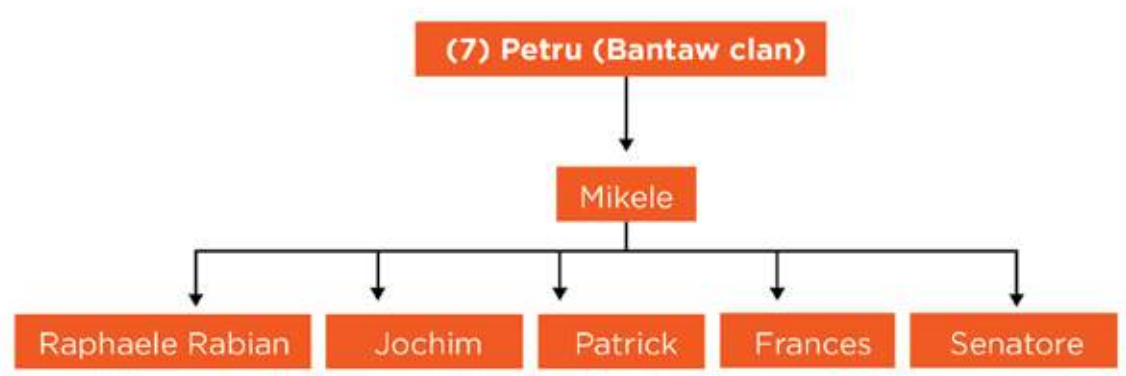 (7) Petru (Bantaw clan)
Mikele
Raphaele Rabian
Jochim
Patrick
Frances
Senatore